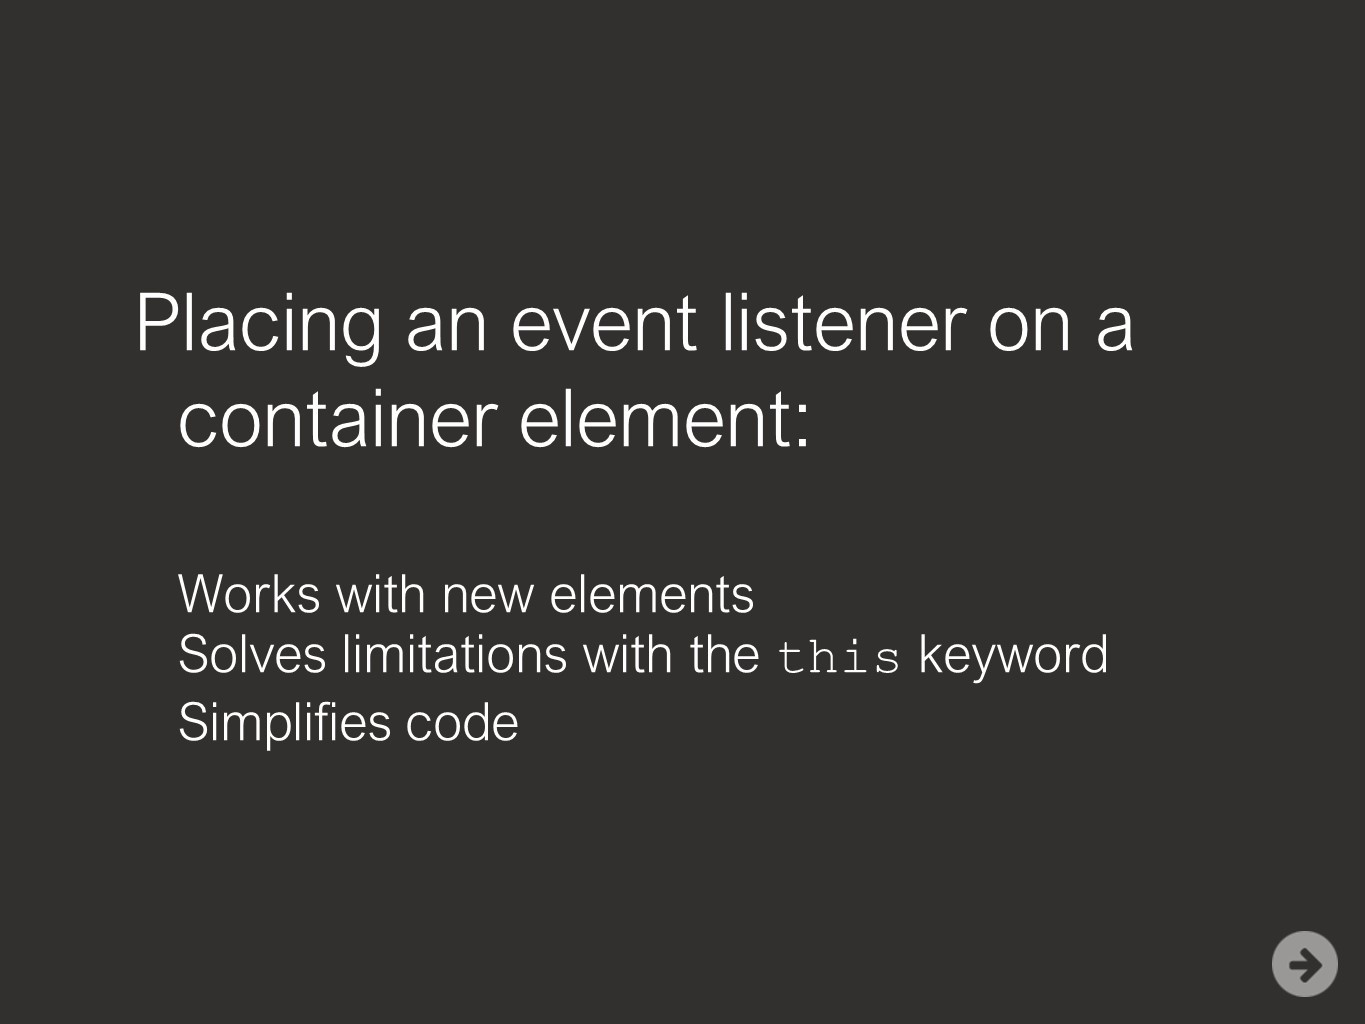 Placing an event listener on a
container element:
Works with new elements
Solves limitations with the this keyword
Simplifies code